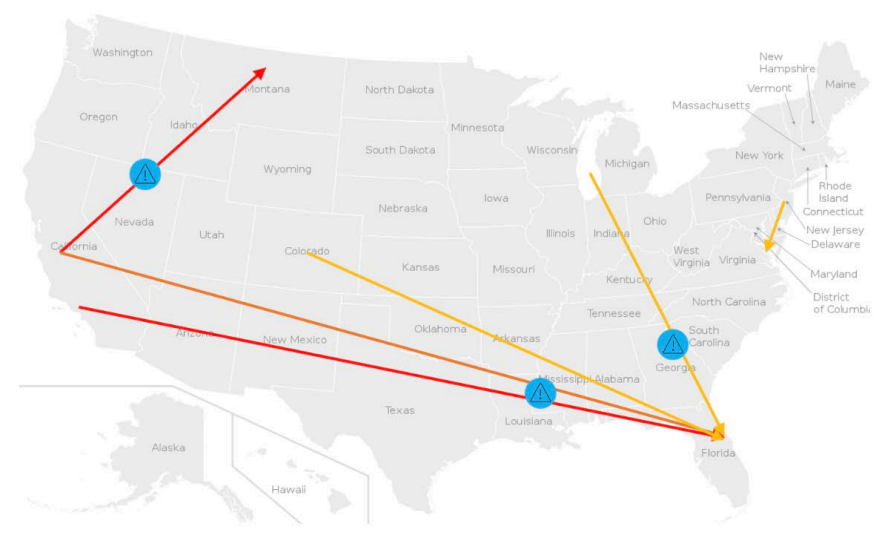 Washington
Montana
North Dakota
Minnesota
New
Hampshire
Vermont
Maine
Massachusetts
Oregon
Idaho
South Dakota
Wisconsin
Michigan
New York
Wyoming
Rhode
Island
Connecticut
Nevada
Utah
Nebraska
Iowa
Pennsylvania
New Jersey
Delaware
California
Colorado
Kansas
Missouri
Illinois
Indiana
Ohio
West
Virginia
Virginia
Maryland
District
of Columbia
Kentucky
North Carolina
Tennessee
Arizona
New Mexico
Oklahoma
Arkansas
South
Carolina
Mississippi
Alabama
Georgia
Texas
Louisiana
Florida
Alaska
Hawaii